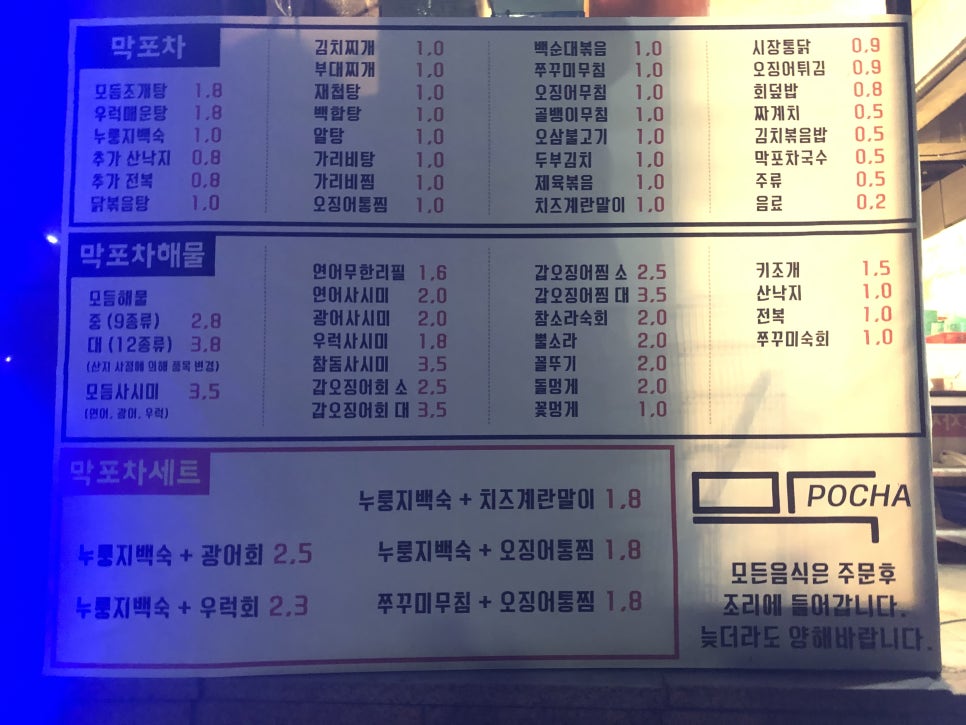 막포차
모듬조개탕 1,8
우럭매운탕 1,8
누룽지백숙 1,0
추가 산낙지 0,8
추가 전복 0,8
닭볶음탕 1,0
김치찌개 1,0
부대찌개 1,0
재첩탕 1,0
백합탕 1,0
알탕 1,0
가리비탕 1,0
가리비찜 1,0
오징어통찜 1,0
백순대볶음 1,0
쭈꾸미무침 1,0
오징어무침 1,0
골뱅이무침 1,0
오삼불고기 1,0
두부김치 1,0
제육볶음 1,0
치즈계란말이 1,0
시장통닭 0,9
오징어튀김 0,9
회덮밥 0,8
짜계치 0,5
김치볶음밥 0,5
막포차국수 0,5
주류 0,5
음료 0,2
막포차해물
모듬해물
중 (9종류) 2,8
대 (12종류) 3,8
(산지 사정에 의해 품목 변경)
모듬사시미 3,5
(연어, 광어, 우럭)
연어무한리필 1,6
연어사시미 2,0
광어사시미 2,0
우럭사시미 1,8
참돔사시미 3,5
갑오징어회 소 2,5
갑오징어회 대 3,5
갑오징어찜 소 2,5
갑오징어찜 대 3,5
참소라숙회 2,0
뿔소라 2,0
꼴뚜기 2,0
돌멍게 2,0
꽃멍게 1,0
키조개 1,5
산낙지 1,0
전복 1,0
쭈꾸미숙회 1,0
막포차세트
누룽지백숙 + 치즈계란말이 1,8
누룽지백숙 + 광어회 2,5
누룽지백숙 + 오징어통찜 1,8
누룽지백숙 + 우럭회 2,3
쭈꾸미무침 + 오징어통찜 1,8
막 POCHA
모든음식은 주문후
조리에 들어갑니다.
늦더라도 양해바랍니다.